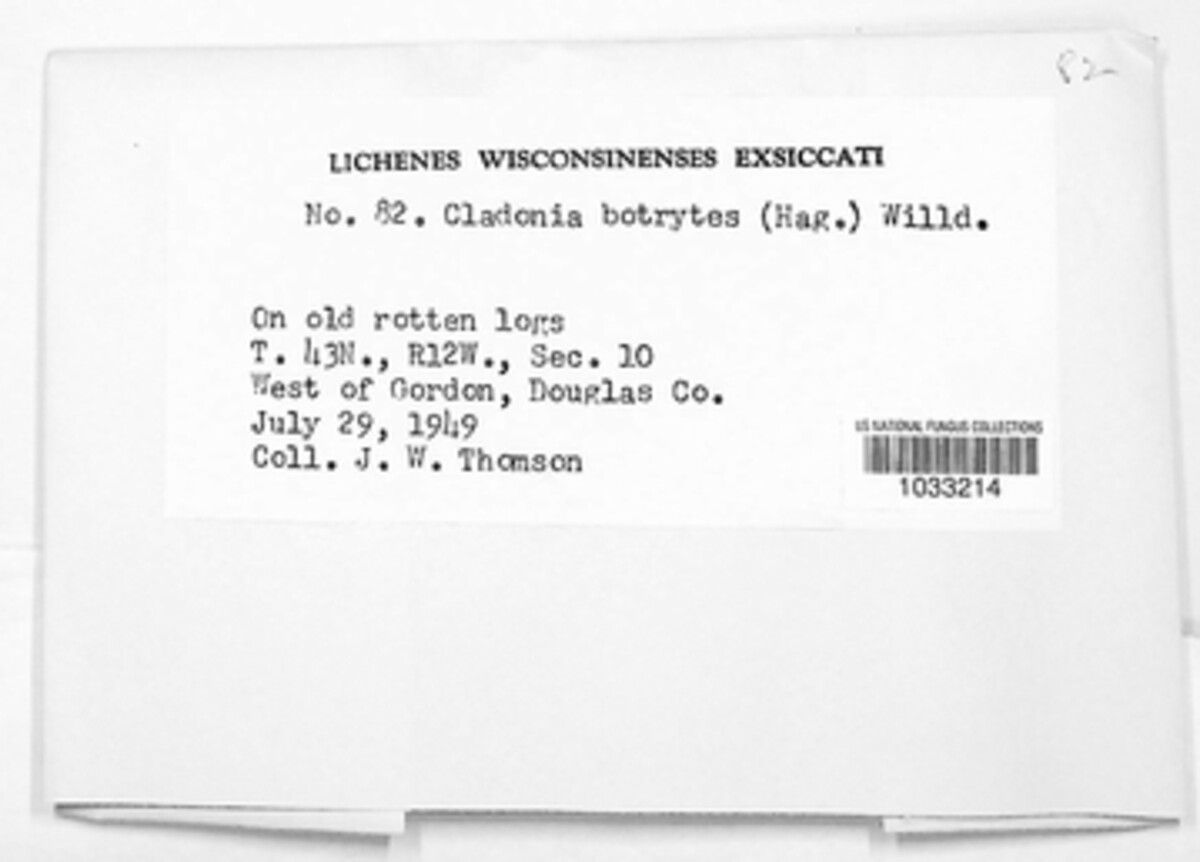 82
LICHENES WISCONSINENSES EXSICCATI
No. 82. Cladonia botrytes (Hag.) Willd.
On old rotten logs
T. 43N., R12W., Sec. 10
West of Gordon, Douglas Co.
July 29, 1949
Coll. J. W. Thomson
US NATIONAL FUNGUS COLLECTIONS
1033214